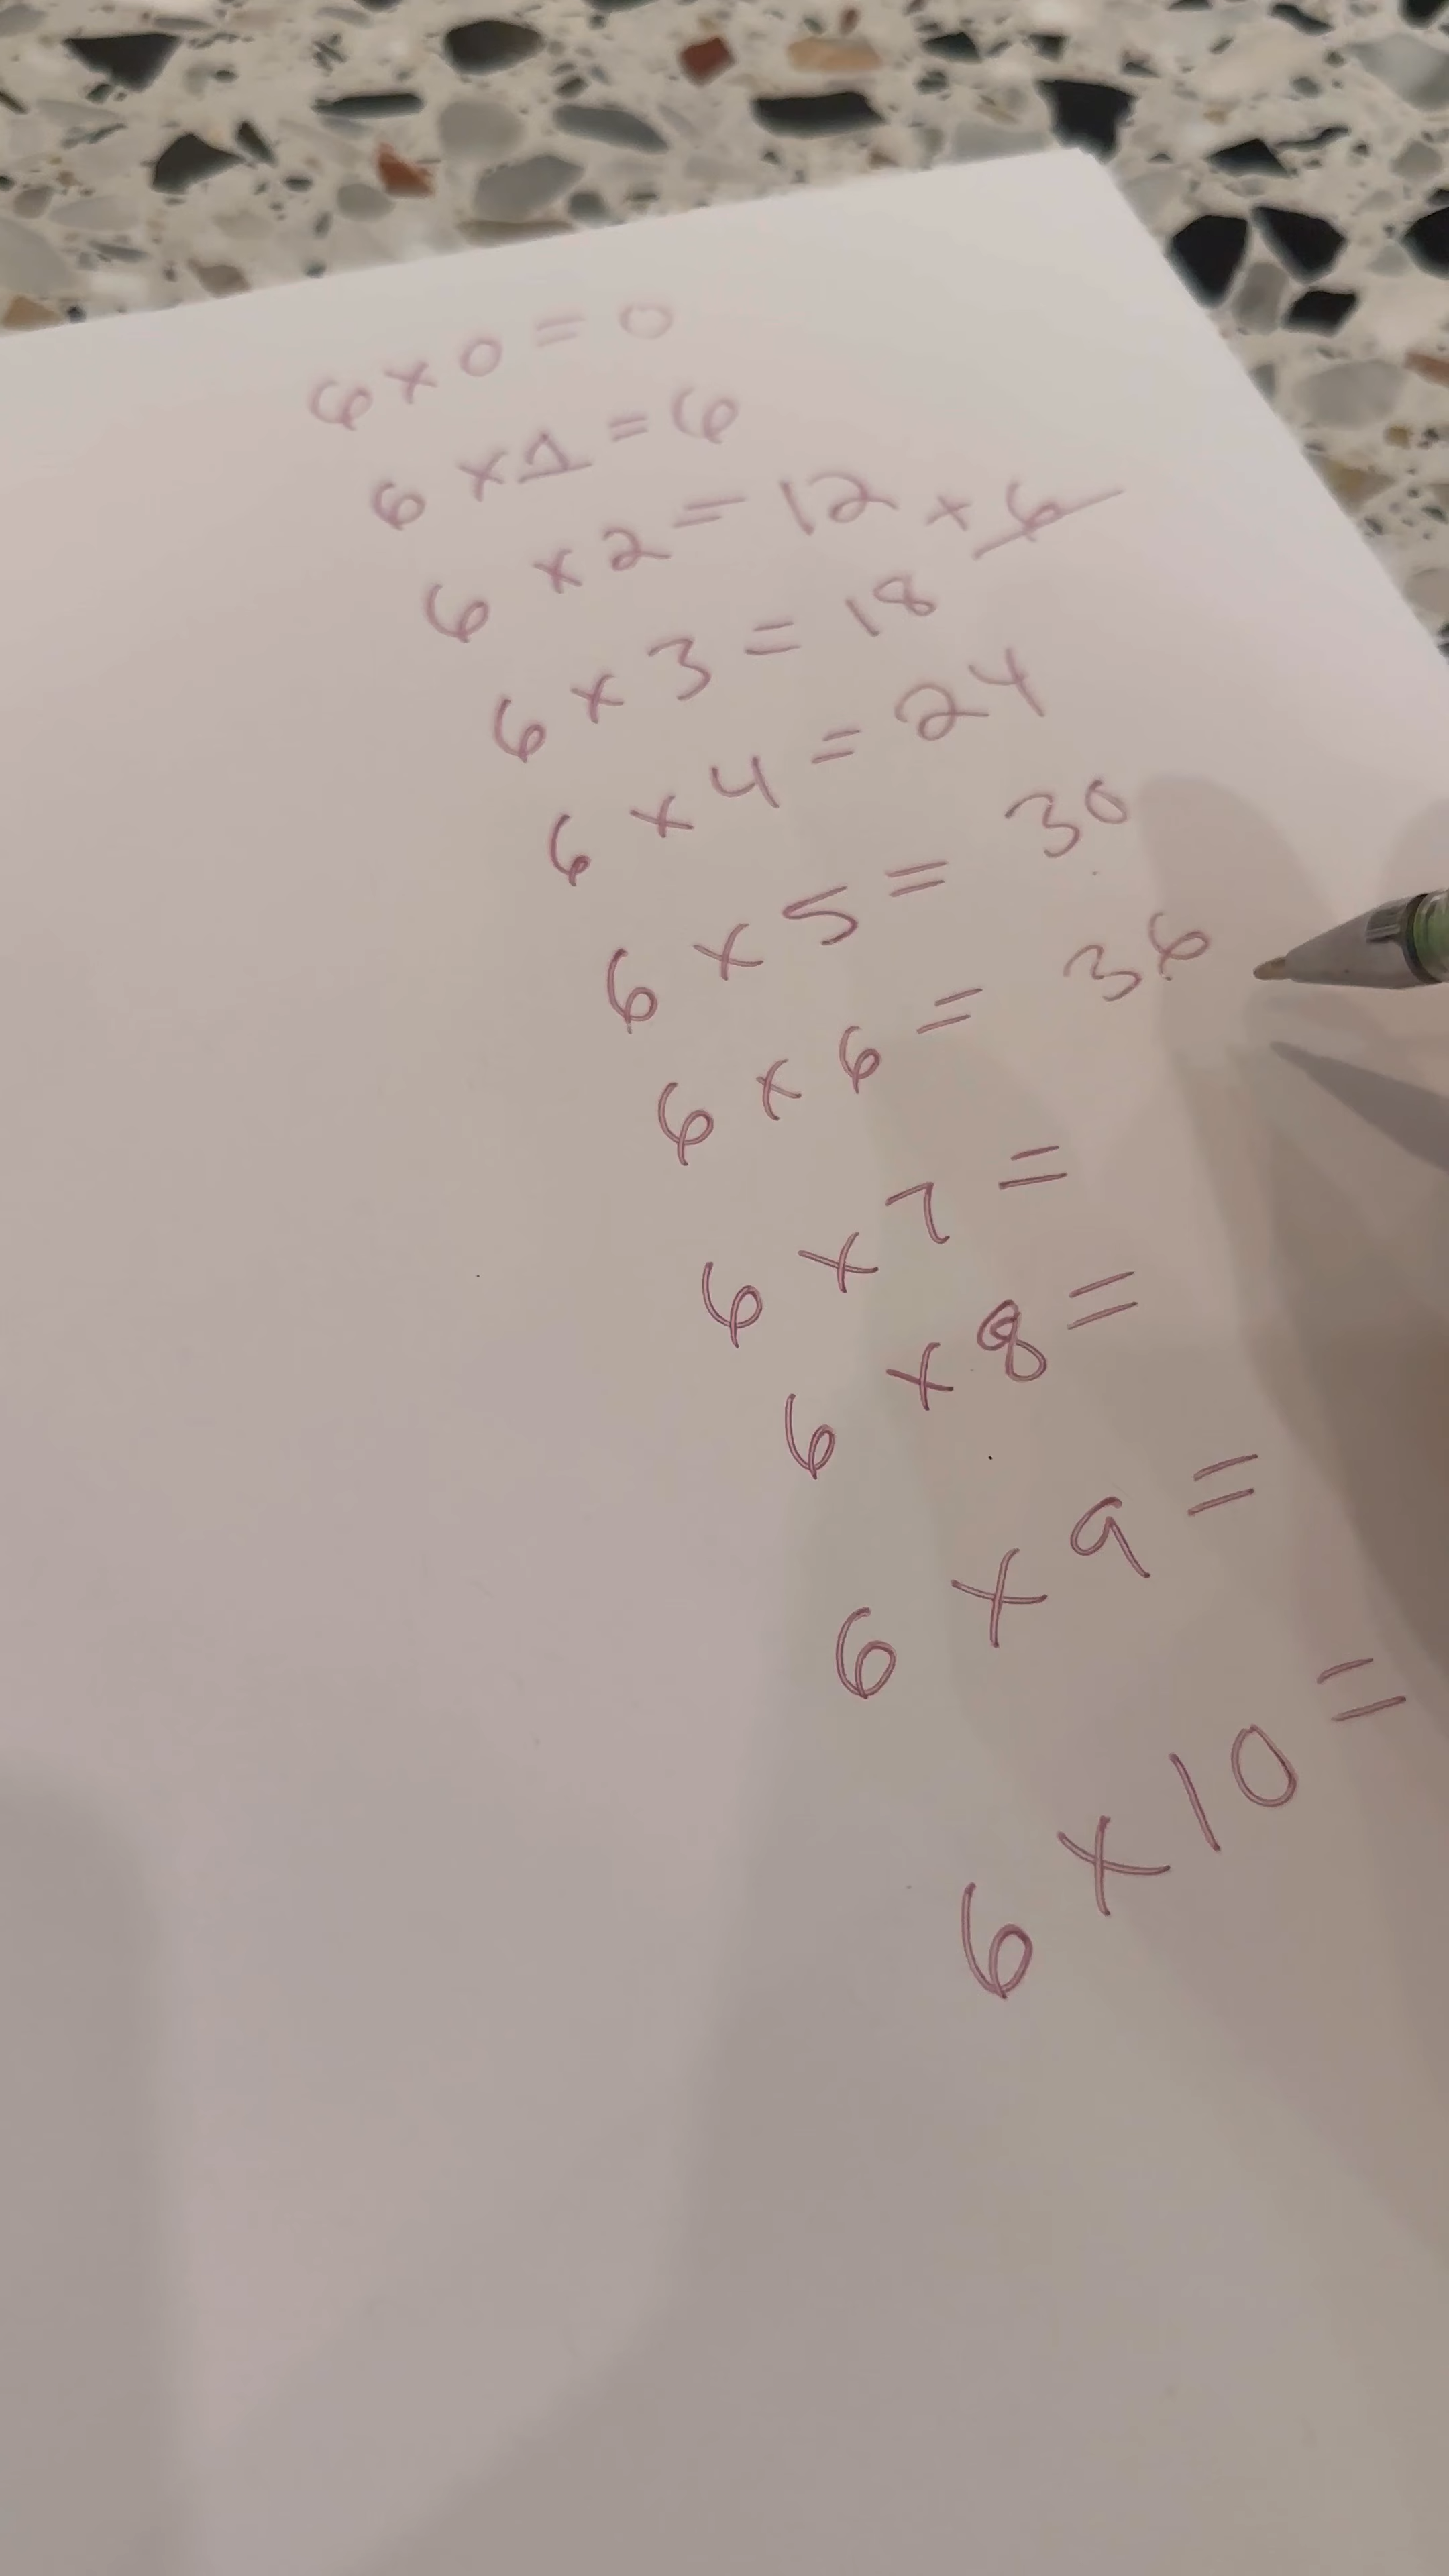 6 x 0 = 0
6 x 1 = 6
6 x 2 = 12 x 6
6 x 3 = 18
6 x 4 = 24
6 x 5 = 30
6 x 6 = 36
6 x 7 =
6 x 8 =
6 x 9 =
6 x 10 =